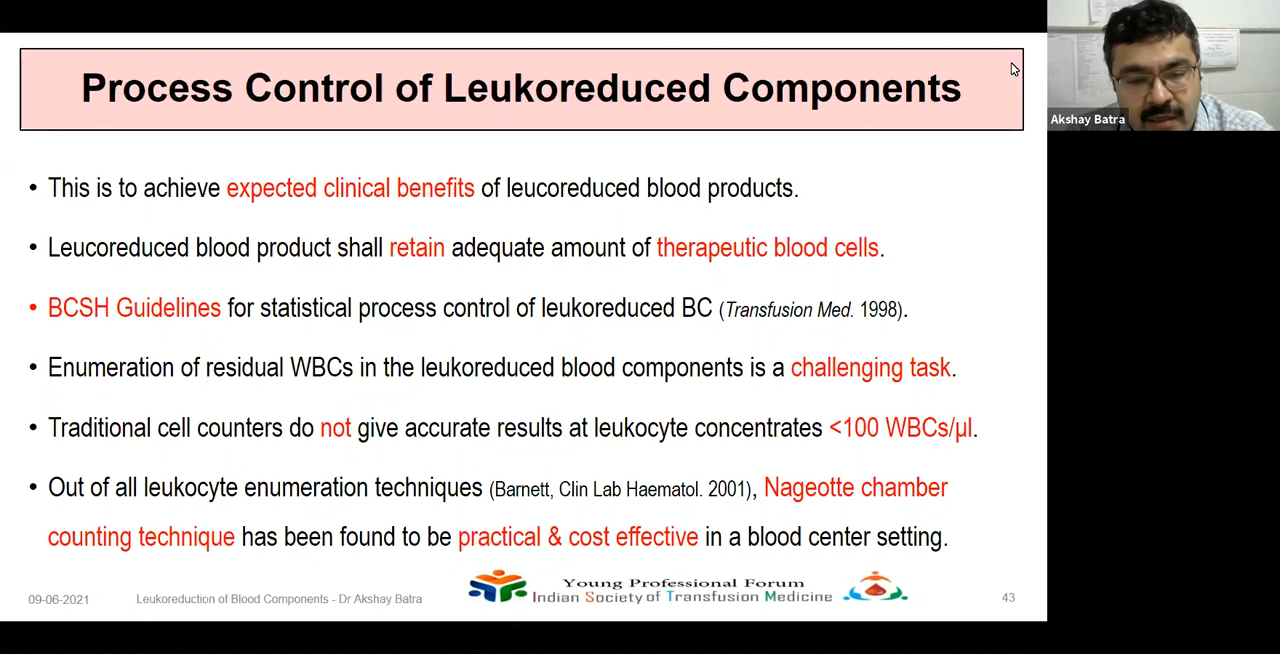 Process Control of Leukoreduced Components
Akshay Batra
• This is to achieve expected clinical benefits of leucoreduced blood products.
• Leucoreduced blood product shall retain adequate amount of therapeutic blood cells.
• BCSH Guidelines for statistical process control of leukoreduced BC (Transfusion Med. 1998).
• Enumeration of residual WBCs in the leukoreduced blood components is a challenging task.
• Traditional cell counters do not give accurate results at leukocyte concentrates <100 WBCs/µl.
• Out of all leukocyte enumeration techniques (Barnett, Clin Lab Haematol. 2001), Nageotte chamber
counting technique has been found to be practical & cost effective in a blood center setting.
09-06-2021
Leukoreduction of Blood Components - Dr Akshay Batra
Young Professional Forum
Indian Society of Transfusion Medicine
43